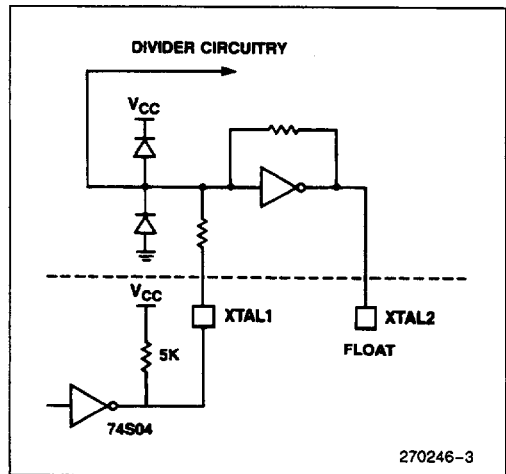 DIVIDER CIRCUITRY
VCC
VCC
XTAL1
XTAL2
5K
FLOAT
74S04
270246-3